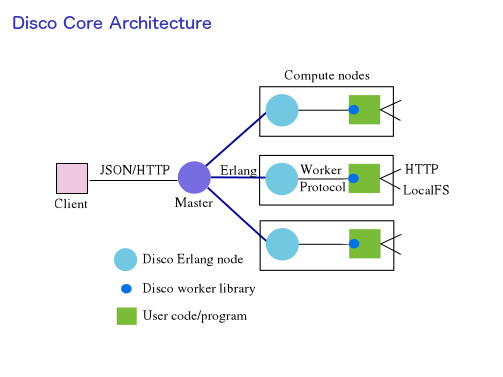 Disco Core Architecture
Compute nodes
JSON/HTTP
Erlang
Worker
Protocol
HTTP
LocalFS
Client
Master
Disco Erlang node
Disco worker library
User code/program